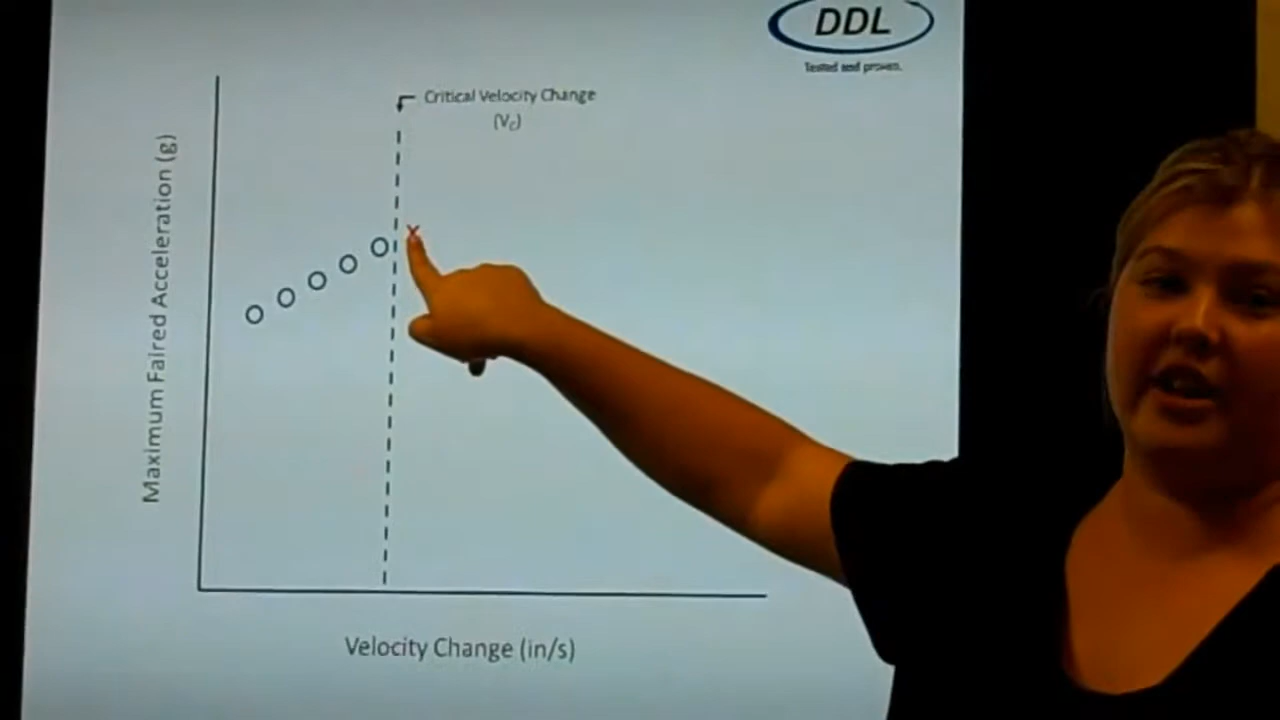 DDL
Tested and proven.
Critical Velocity Change
(Vc)
Maximum Faired Acceleration (g)
x
Velocity Change (in/s)